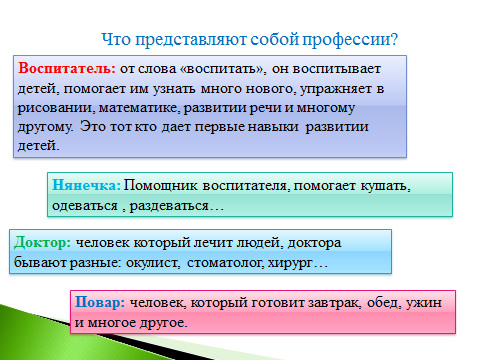 Что представляют собой профессии?
Воспитатель: от слова «воспитать», он воспитывает
детей, помогает им узнать много нового, упражняет в
рисовании, математике, развитии речи и многому
другому. Это тот кто дает первые навыки развитии
детей.
Нянечка: Помощник воспитателя, помогает кушать,
одеваться , раздеваться…
Доктор: человек который лечит людей, доктора
бывают разные: окулист, стоматолог, хирург…
Повар: человек, который готовит завтрак, обед, ужин
и многое другое.